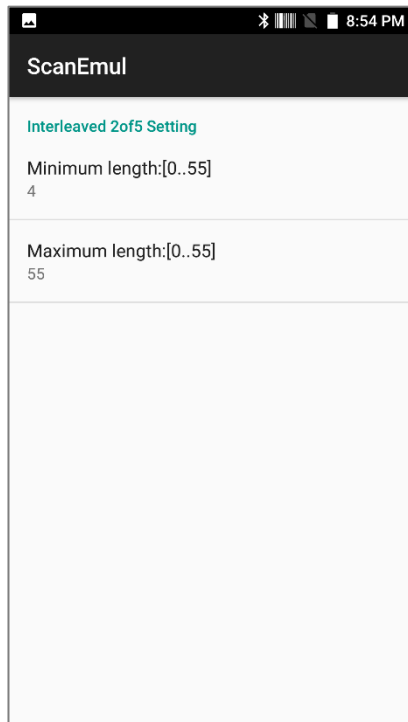 8:54 PM
ScanEmul
Interleaved 2of5 Setting
Minimum length:[0..55]
4
Maximum length:[0..55]
55